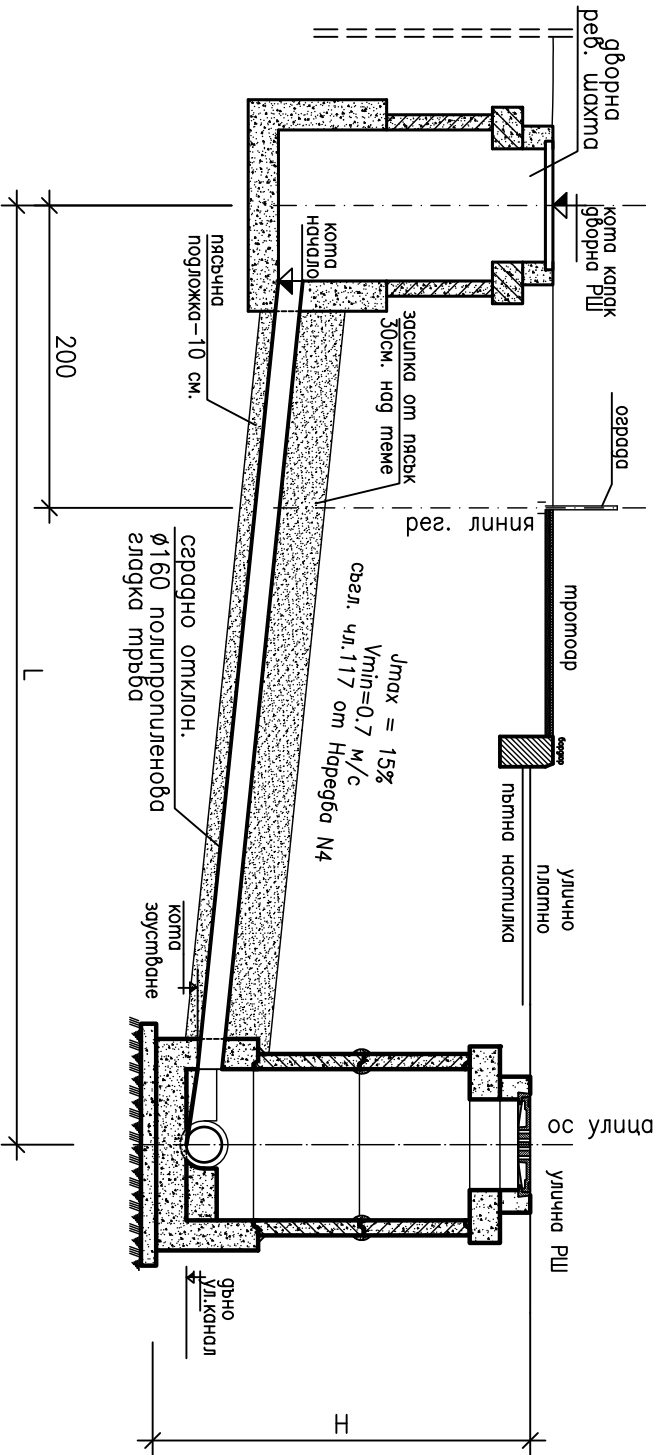 дворна
рев. шахта
кота капак
дворна РШ
кота
начало
пясъчна
подложка-10 см.
200
засипка от пясък
30см. над теме
ограда
рег. линия
тротоар
бордюр
улично
платно
пътна настилка
Jmax = 15%
Vmin=0.7 м/с
съгл. чл.117 от Наредба N4
сградно отклон.
ø160 полипропиленова
гладка тръба
L
кота
заустване
ос улица
улична РШ
дъно
ул.канал
H